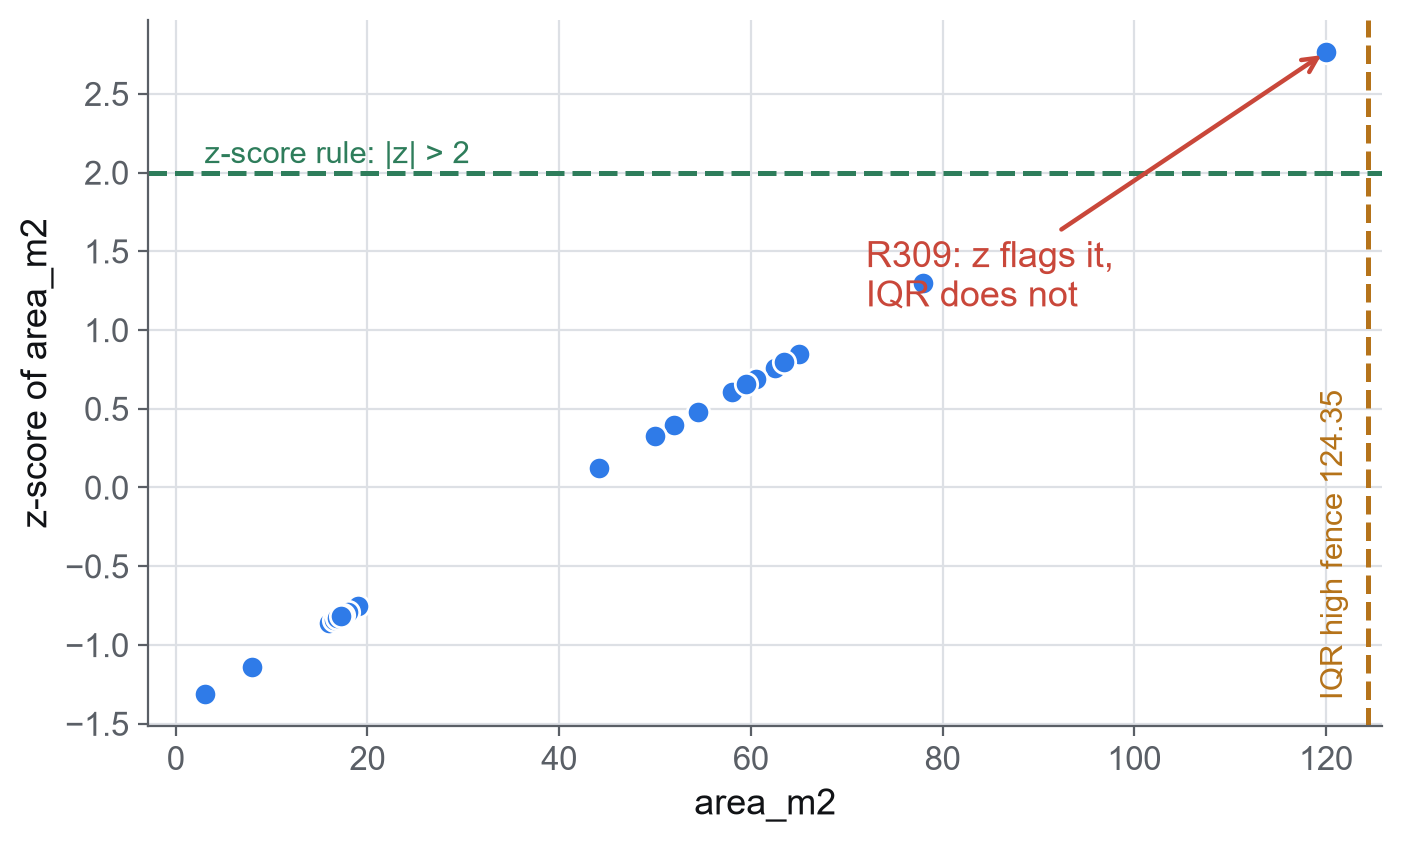 z-score of area_m2
2.5
2.0
1.5
1.0
0.5
0.0
−0.5
−1.0
−1.5
z-score rule: |z| > 2
R309: z flags it,
IQR does not
IQR high fence 124.35
0 20 40 60 80 100 120
area_m2